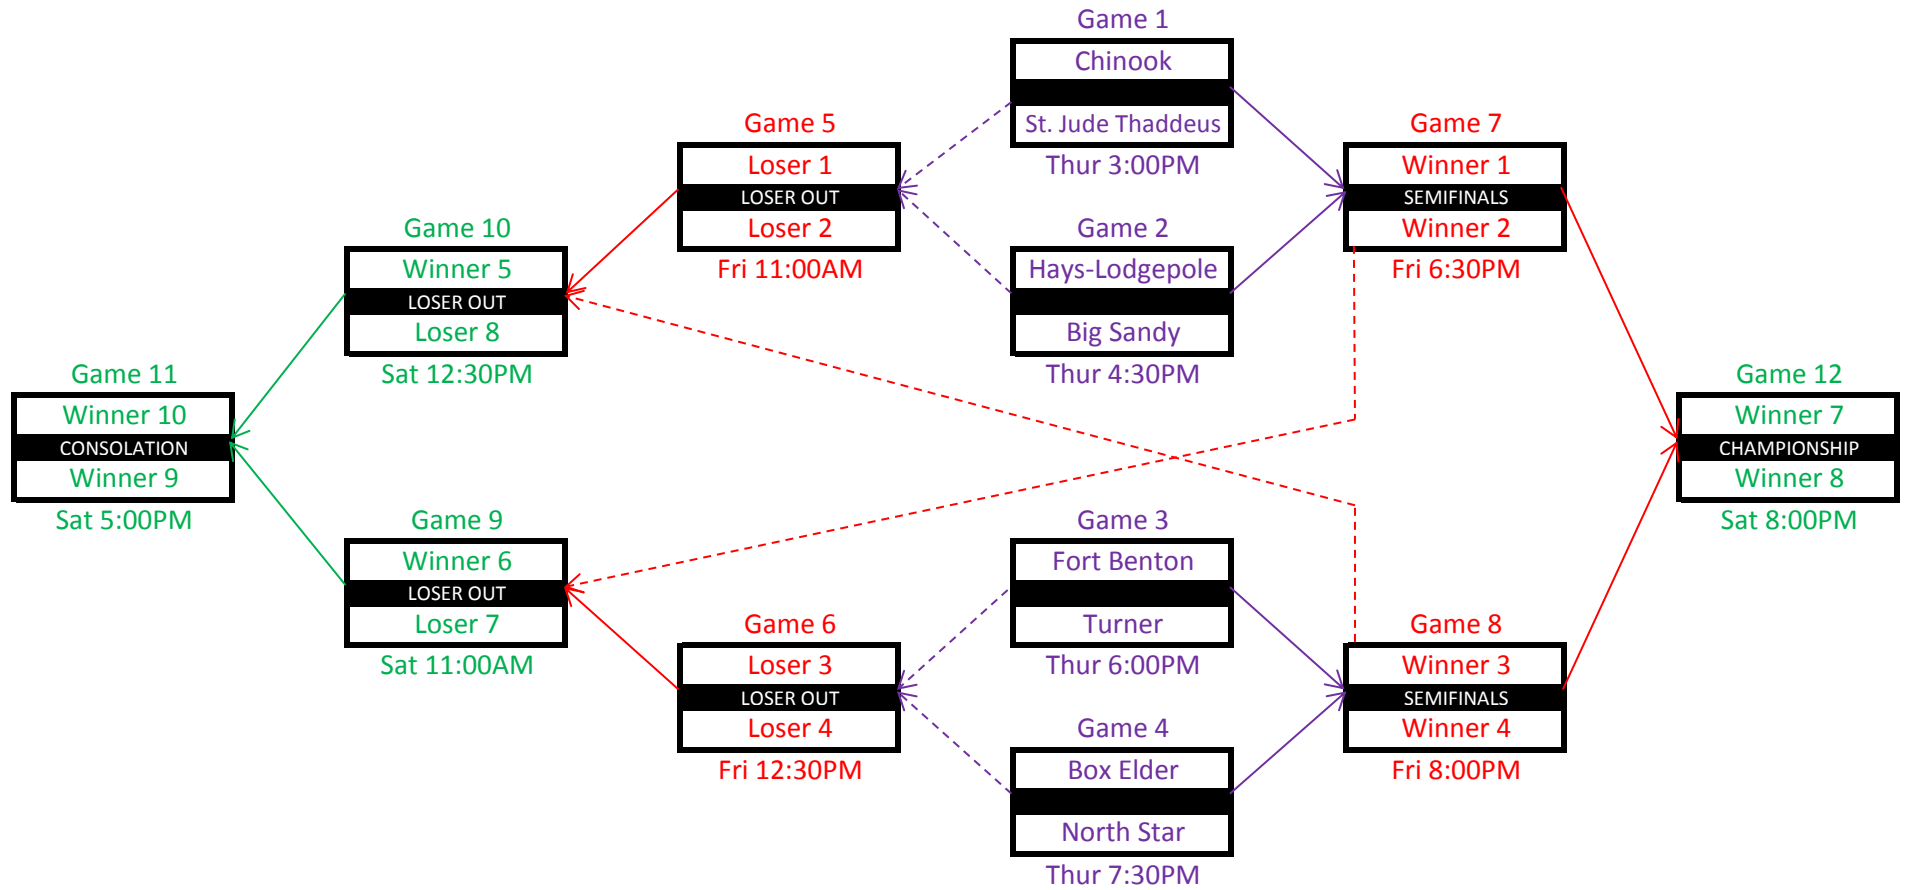 Game 1
Chinook
St. Jude Thaddeus
Thur 3:00PM
Game 5
Loser 1
LOSER OUT
Loser 2
Fri 11:00AM
Game 7
Winner 1
SEMIFINALS
Winner 2
Fri 6:30PM
Game 10
Winner 5
LOSER OUT
Loser 8
Sat 12:30PM
Game 2
Hays-Lodgepole
Big Sandy
Thur 4:30PM
Game 11
Winner 10
CONSOLATION
Winner 9
Sat 5:00PM
Game 12
Winner 7
CHAMPIONSHIP
Winner 8
Sat 8:00PM
Game 9
Winner 6
LOSER OUT
Loser 7
Sat 11:00AM
Game 3
Fort Benton
Turner
Thur 6:00PM
Game 6
Loser 3
LOSER OUT
Loser 4
Fri 12:30PM
Game 8
Winner 3
SEMIFINALS
Winner 4
Fri 8:00PM
Game 4
Box Elder
North Star
Thur 7:30PM